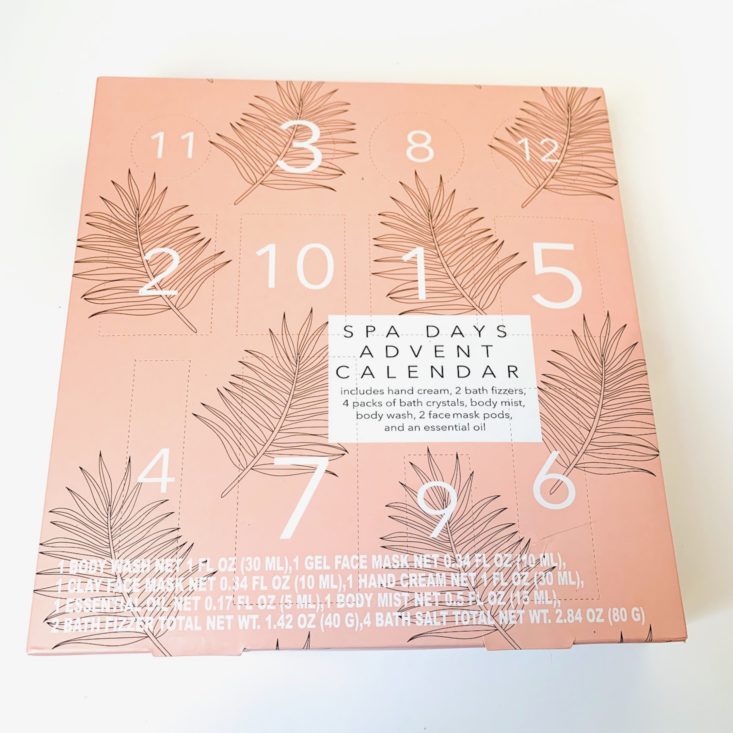 11 3 8 12
2 10 1 5
SPA DAYS
ADVENT
CALENDAR
includes hand cream, 2 bath fizzers,
4 packs of bath crystals, body mist,
body wash, 2 face mask pods,
and an essential oil
4 7 9 6
1 BODY WASH NET 1 FL OZ (30 ML),1 GEL FACE MASK NET 0.34 FL OZ (10 ML),
1 CLAY FACE MASK NET 0.34 FL OZ (10 ML),1 HAND CREAM NET 1 FL OZ (30 ML),
1 ESSENTIAL OIL NET 0.17 FL OZ (5 ML),1 BODY MIST NET 0.5 FL OZ (15 ML),
2 BATH FIZZER TOTAL NET WT. 1.42 OZ (40 G),4 BATH SALT TOTAL NET WT. 2.84 OZ (80 G)